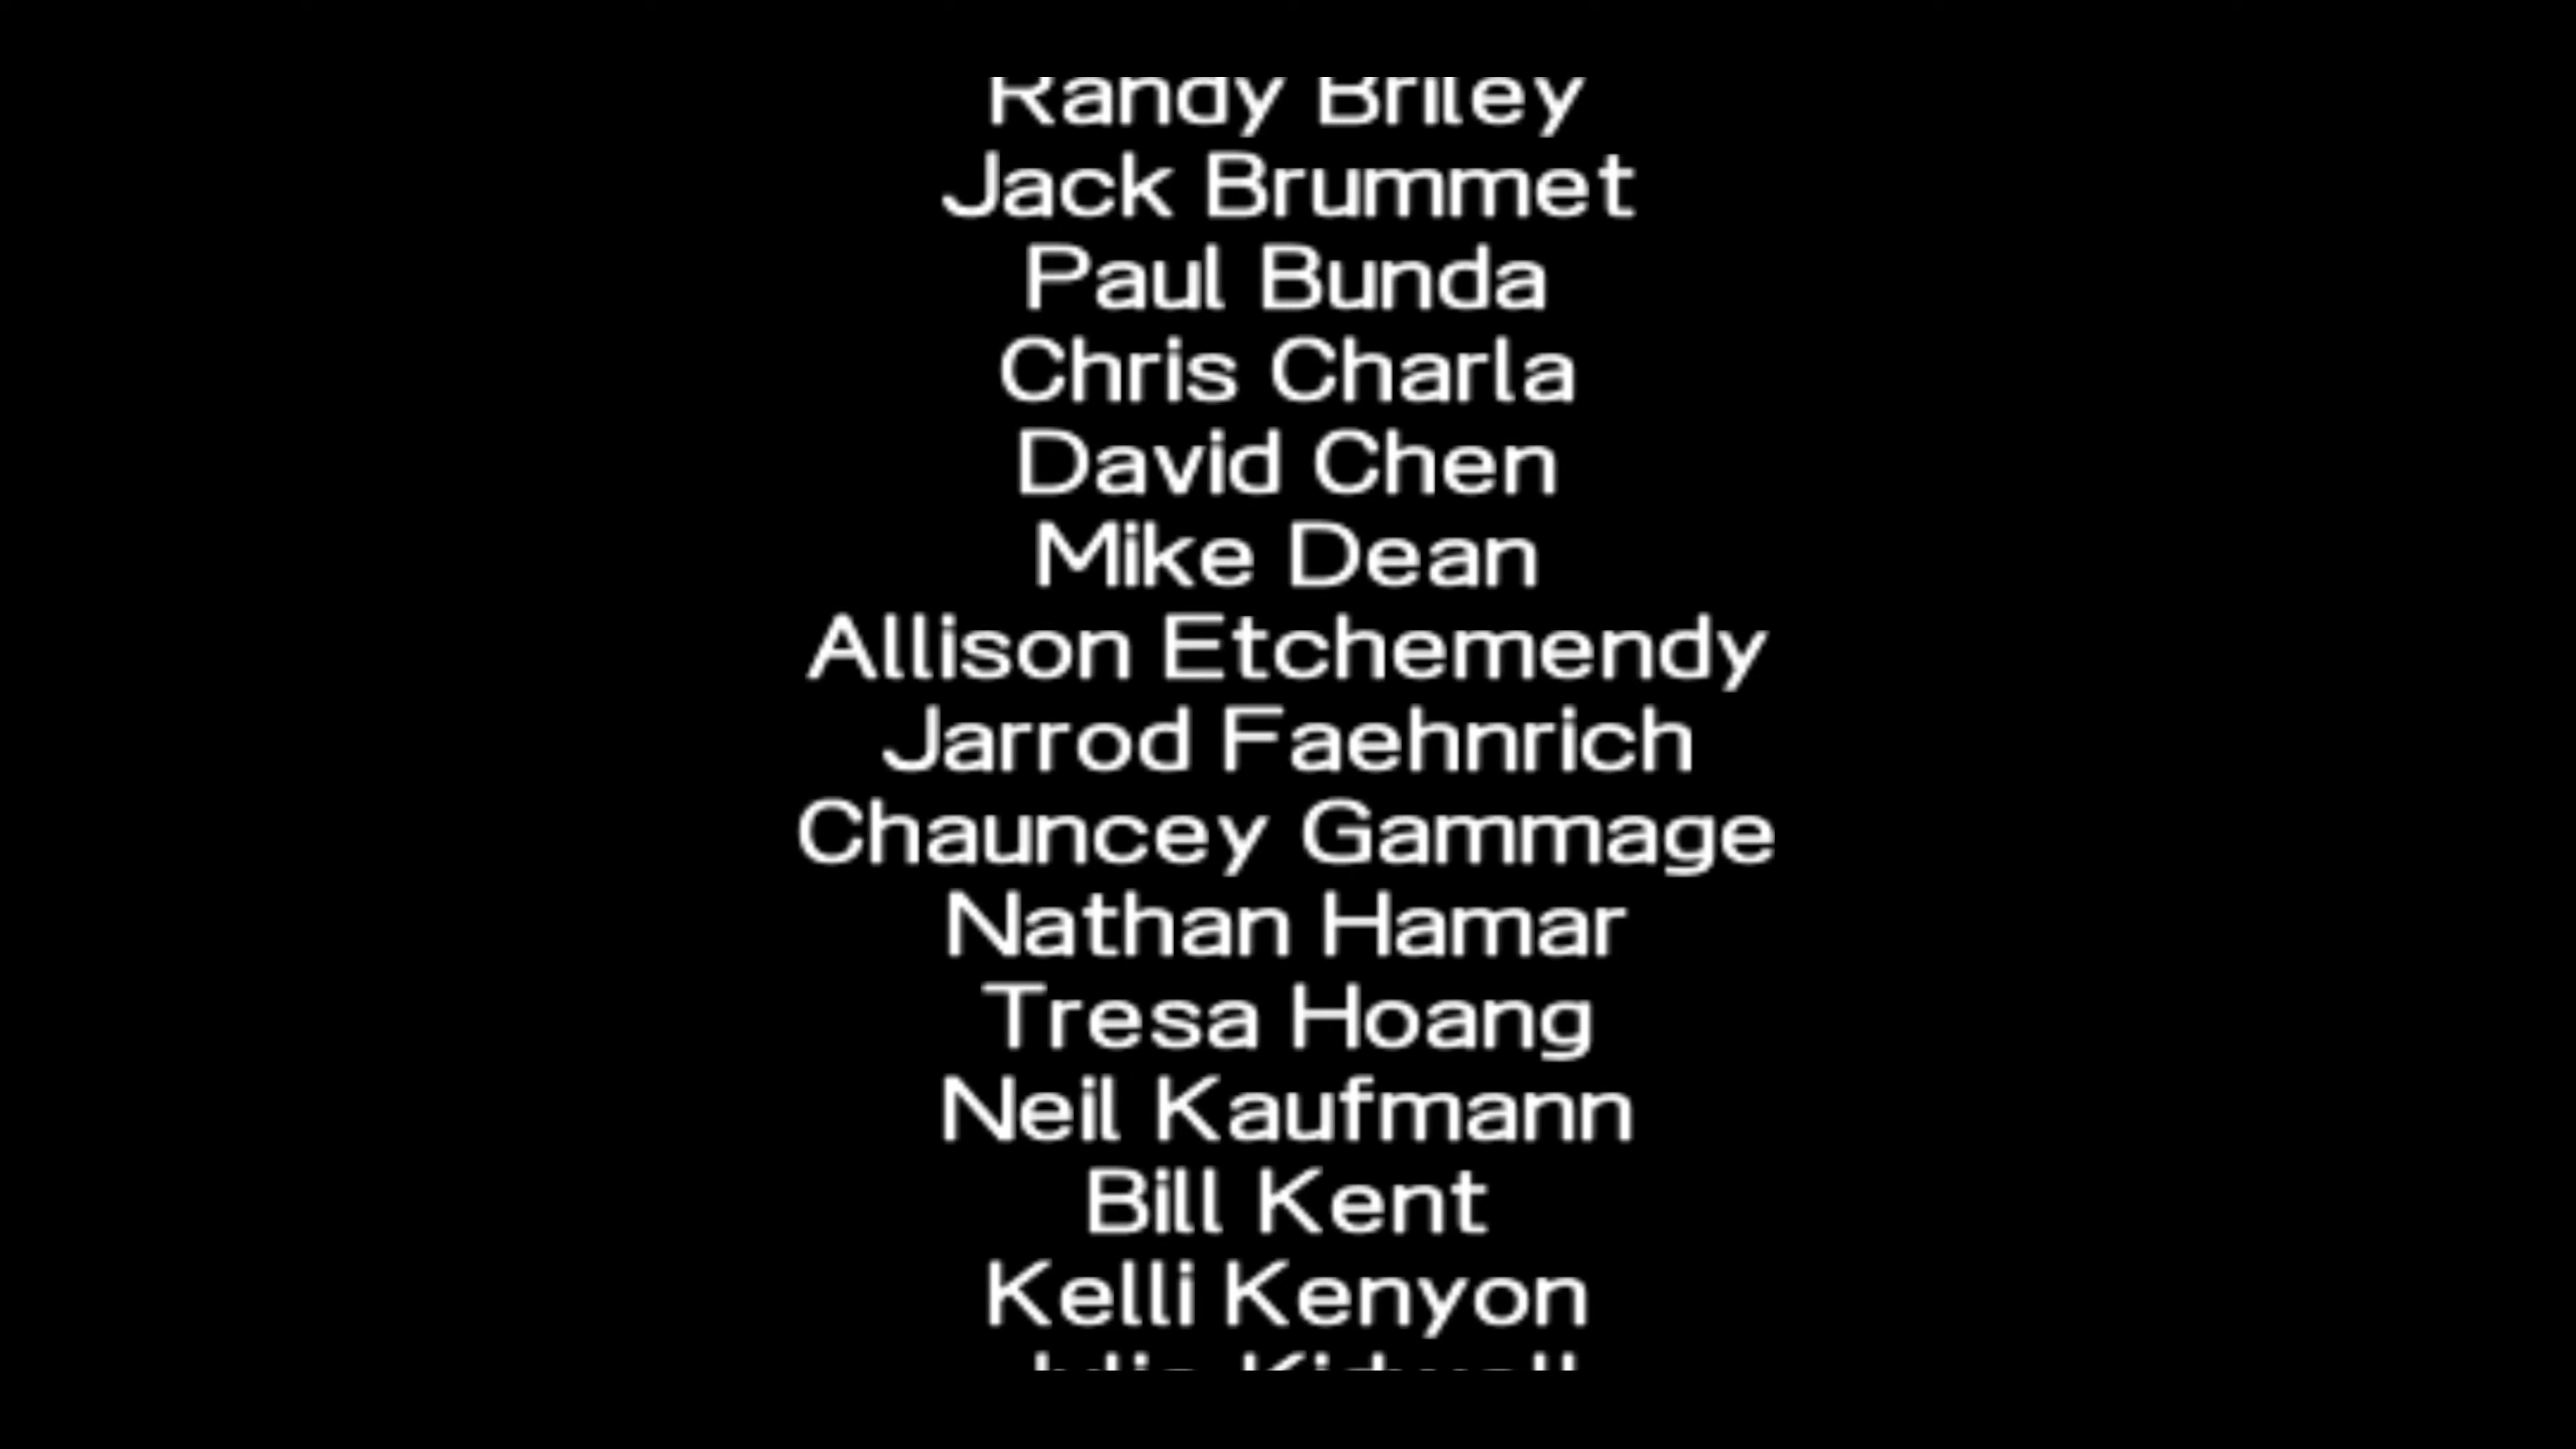 Randy Briley
Jack Brummet
Paul Bunda
Chris Charla
David Chen
Mike Dean
Allison Etchemendy
Jarrod Faehnrich
Chauncey Gammage
Nathan Hamar
Tresa Hoang
Neil Kaufmann
Bill Kent
Kelli Kenyon